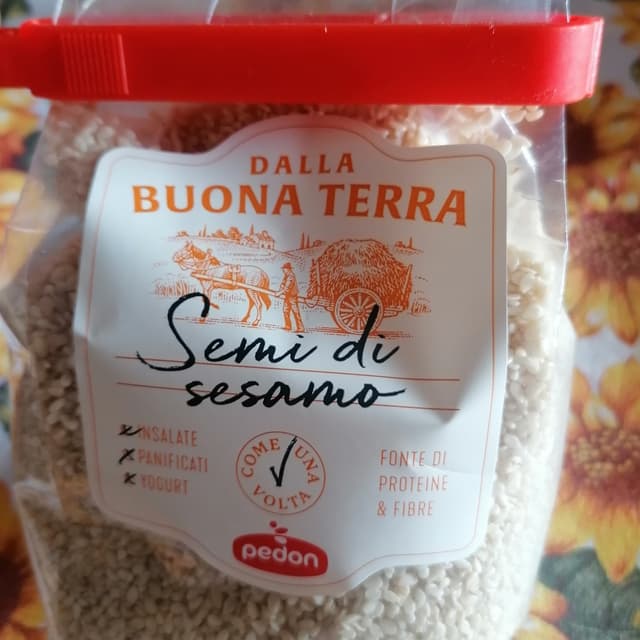 DALLA
BUONA TERRA
Semi di
sesamo
INSALATE
PANIFICATI
YOGURT
COME UNA
VOLTA
FONTE DI
PROTEINE
& FIBRE
pedon